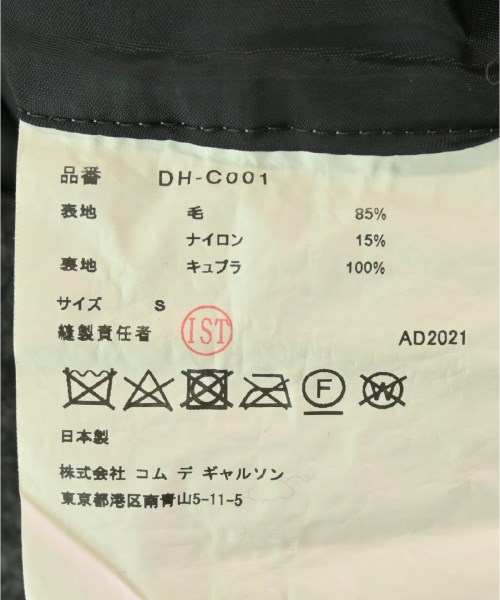 品番 DH-C001
表地 毛 85%
ナイロン 15%
裏地 キュプラ 100%
サイズ S
縫製責任者 IST AD2021
F W
日本製
株式会社 コム デ ギャルソン
東京都港区南青山5-11-5